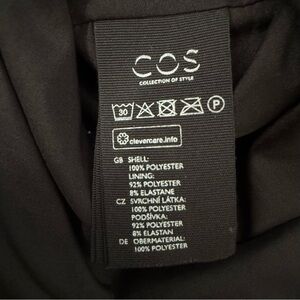 COS
COLLECTION OF STYLE
30 P
clevercare.info
GB SHELL:
100% POLYESTER
LINING:
92% POLYESTER
8% ELASTANE
CZ SVRCHNÍ LÁTKA:
100% POLYESTER
PODŠÍVKA:
92% POLYESTER
8% ELASTAN
DE OBERMATERIAL:
100% POLYESTER